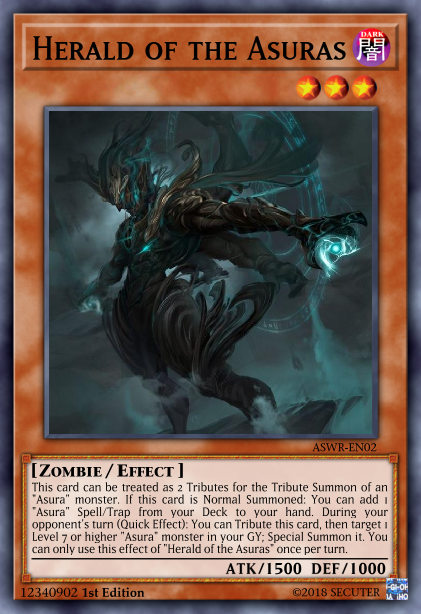 HERALD OF THE ASURAS
DARK
闇
ASWR-EN02
[ZOMBIE / EFFECT ]
This card can be treated as 2 Tributes for the Tribute Summon of an
"Asura" monster. If this card is Normal Summoned: You can add 1
"Asura" Spell/Trap from your Deck to your hand. During your
opponent's turn (Quick Effect): You can Tribute this card, then target 1
Level 7 or higher "Asura" monster in your GY; Special Summon it. You
can only use this effect of "Herald of the Asuras" once per turn.
ATK/1500 DEF/1000
12340902 1st Edition
©2018 SECUTER